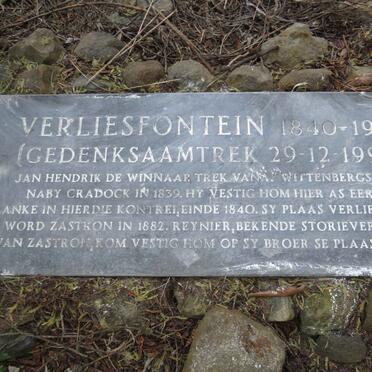 VERLIESFONTEIN 1840-19
(GEDENKSAAMTREK 29-12-199
JAN HENDRIK DE WINNAAR TREK VANAF WITTENBERGS
NABY CRADOCK IN 1839. HY VESTIG HOM HIER AS EER
ANKE IN HIERDIE KONTREI, EINDE 1840. SY PLAAS VERLIE
WORD ZASTRON IN 1882. REYNIER, BEKENDE STORIEVER
VAN ZASTRON, KOM VESTIG HOM OP SY BROER SE PLAAS